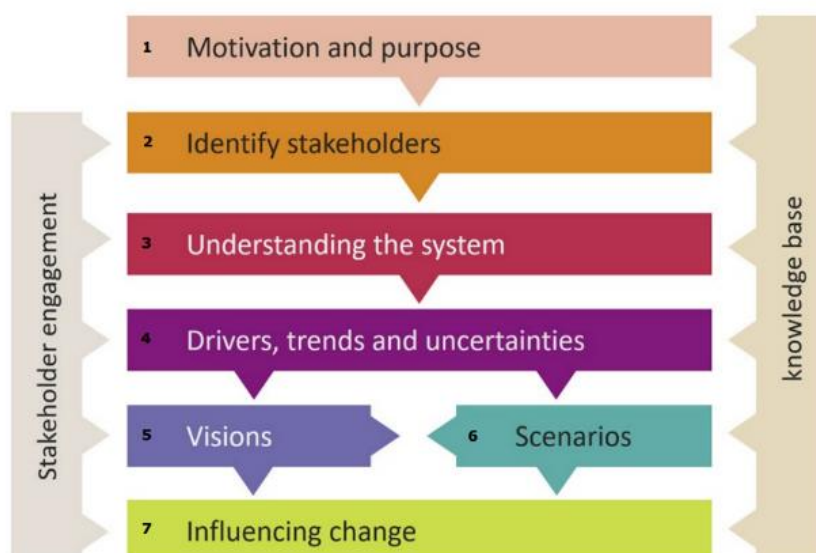 1 Motivation and purpose
2 Identify stakeholders
3 Understanding the system
4 Drivers, trends and uncertainties
5 Visions
6 Scenarios
7 Influencing change
Stakeholder engagement
knowledge base